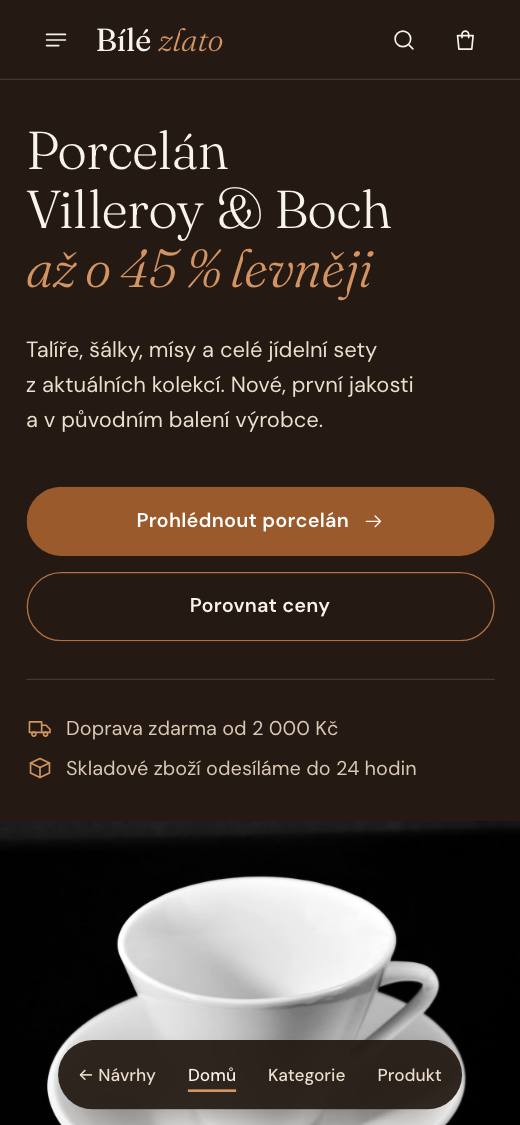 Bílé zlato
Porcelán
Villeroy & Boch
až o 45 % levněji
Talíře, šálky, mísy a celé jídelní sety
z aktuálních kolekcí. Nové, první jakosti
a v původním balení výrobce.
Prohlédnout porcelán →
Porovnat ceny
Doprava zdarma od 2 000 Kč
Skladové zboží odesíláme do 24 hodin
← Návrhy Domů Kategorie Produkt